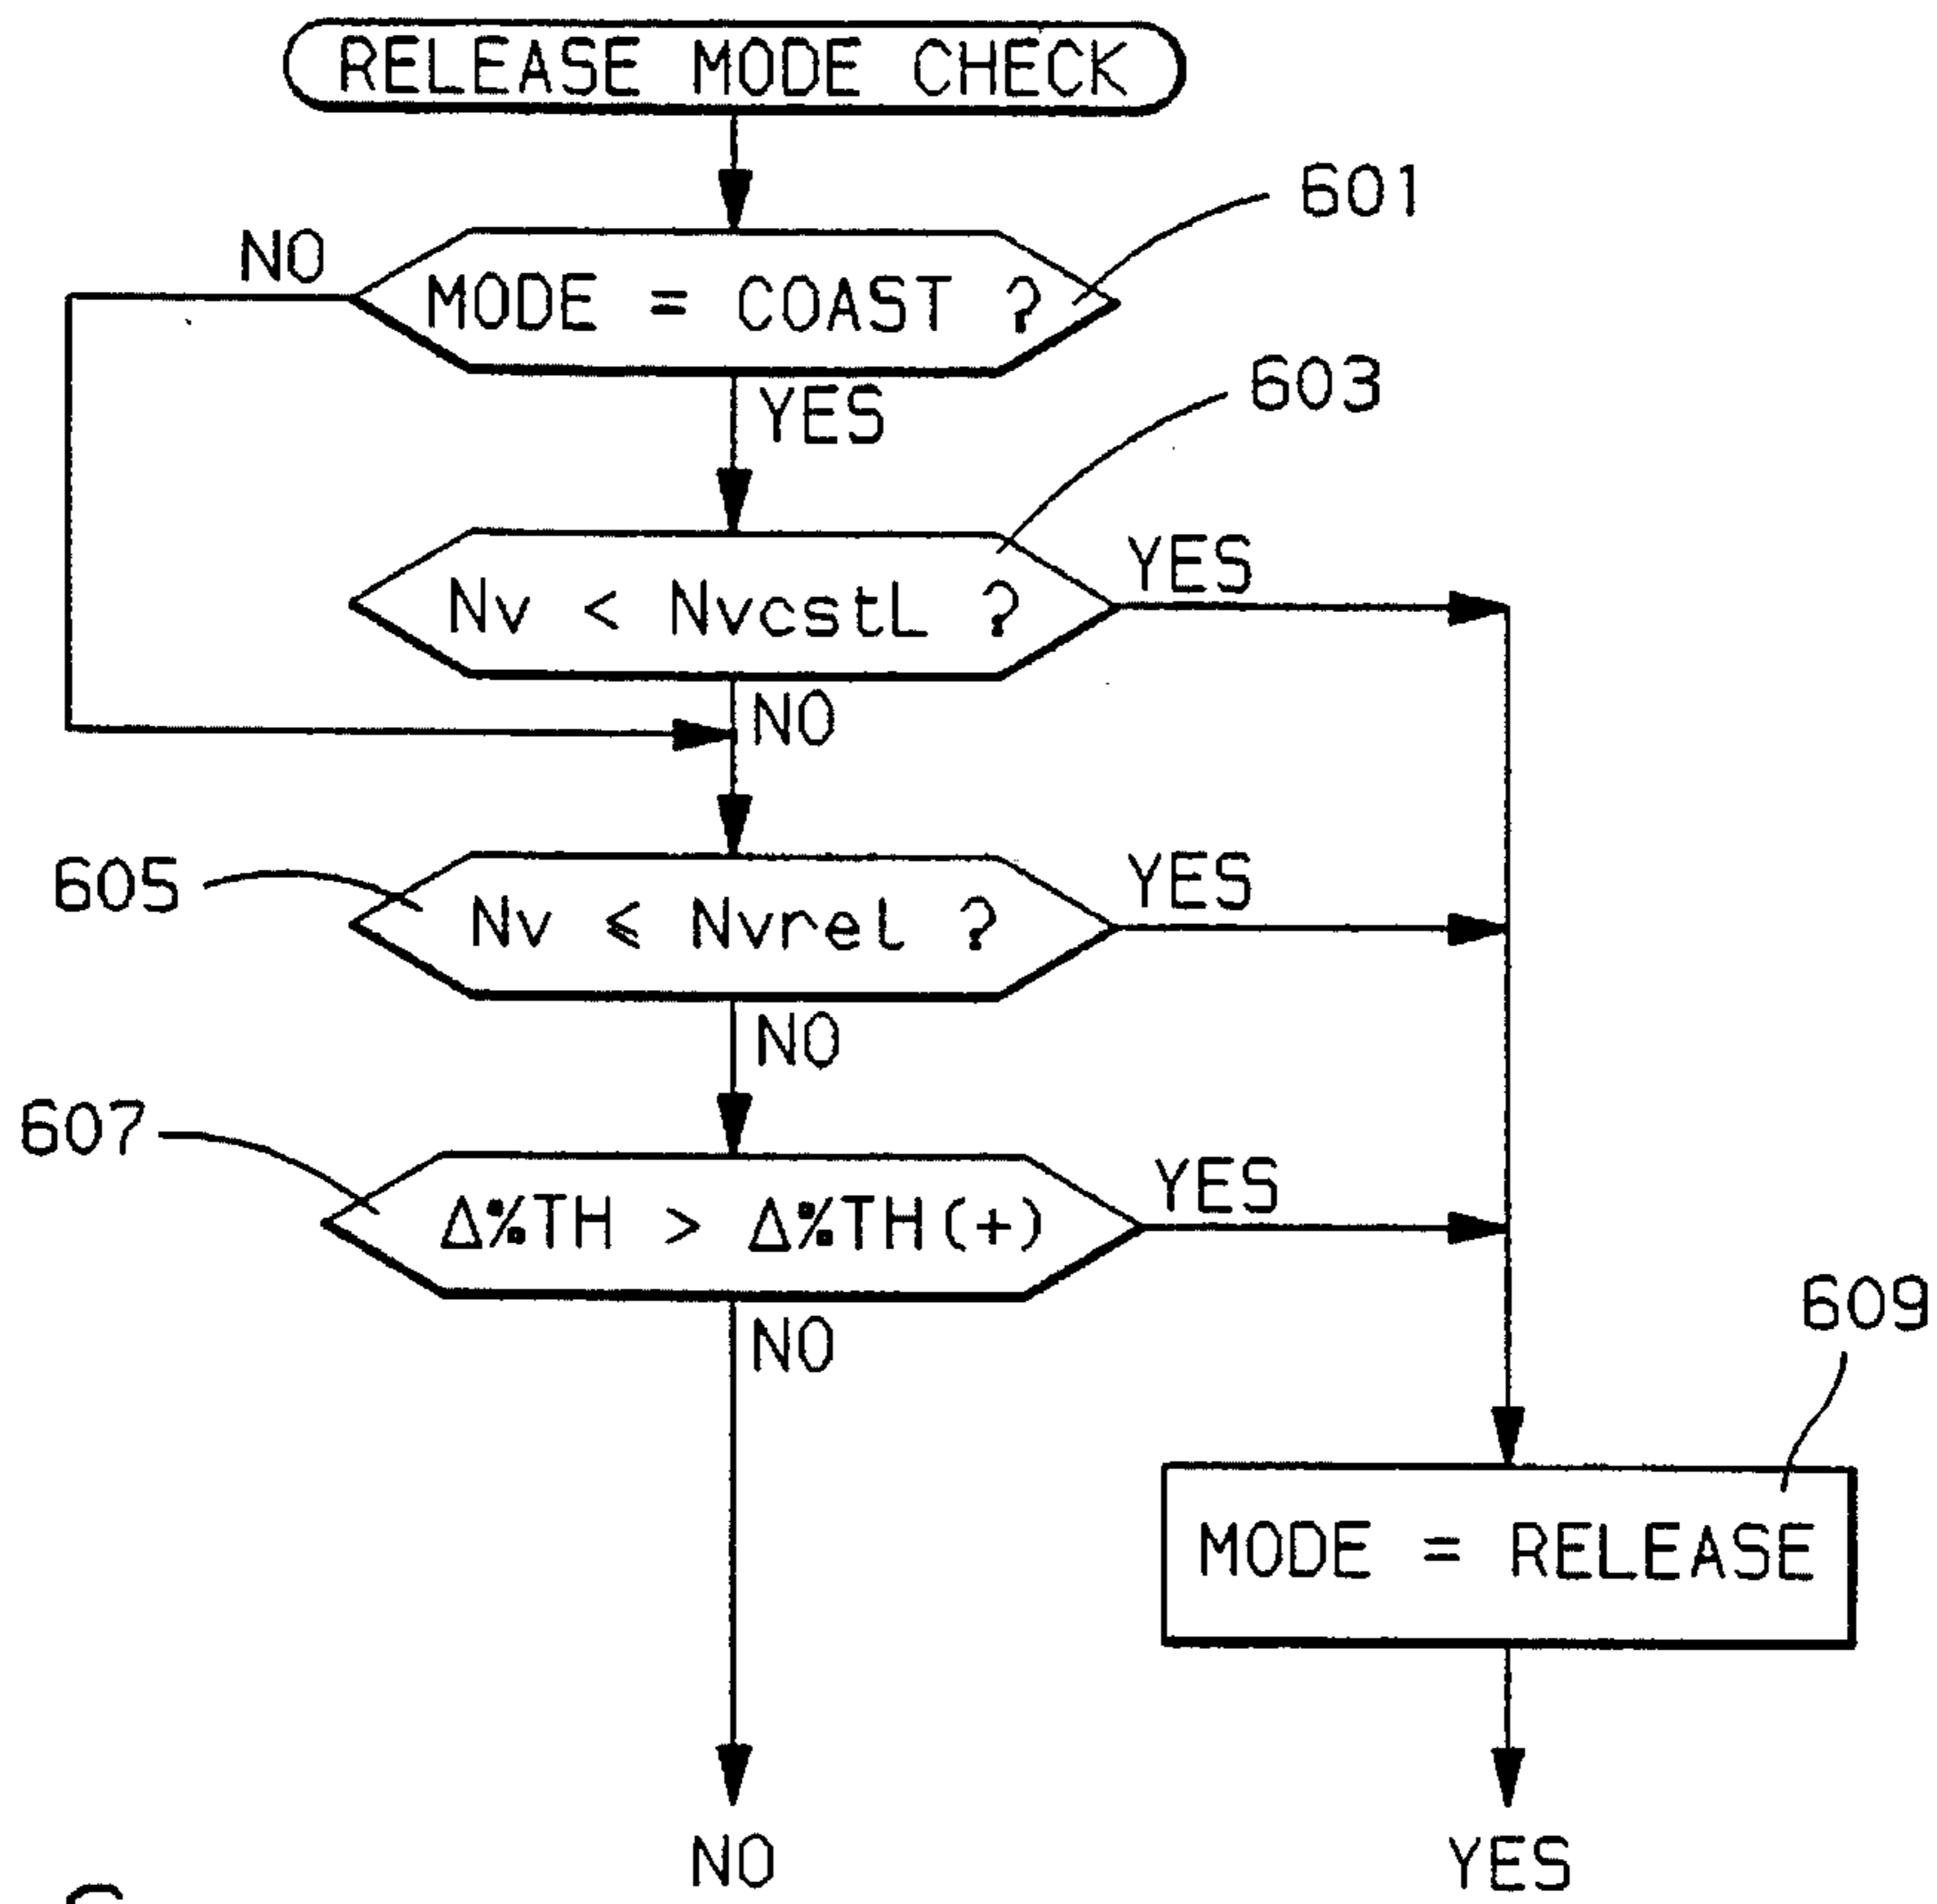 RELEASE MODE CHECK
601
NO
MODE = COAST ?
YES
603
Nv < NvcstL ?
YES
NO
605
Nv ≤ Nvrel ?
YES
NO
607
Δ%TH > Δ%TH(+)
YES
NO
609
MODE = RELEASE
NO
YES